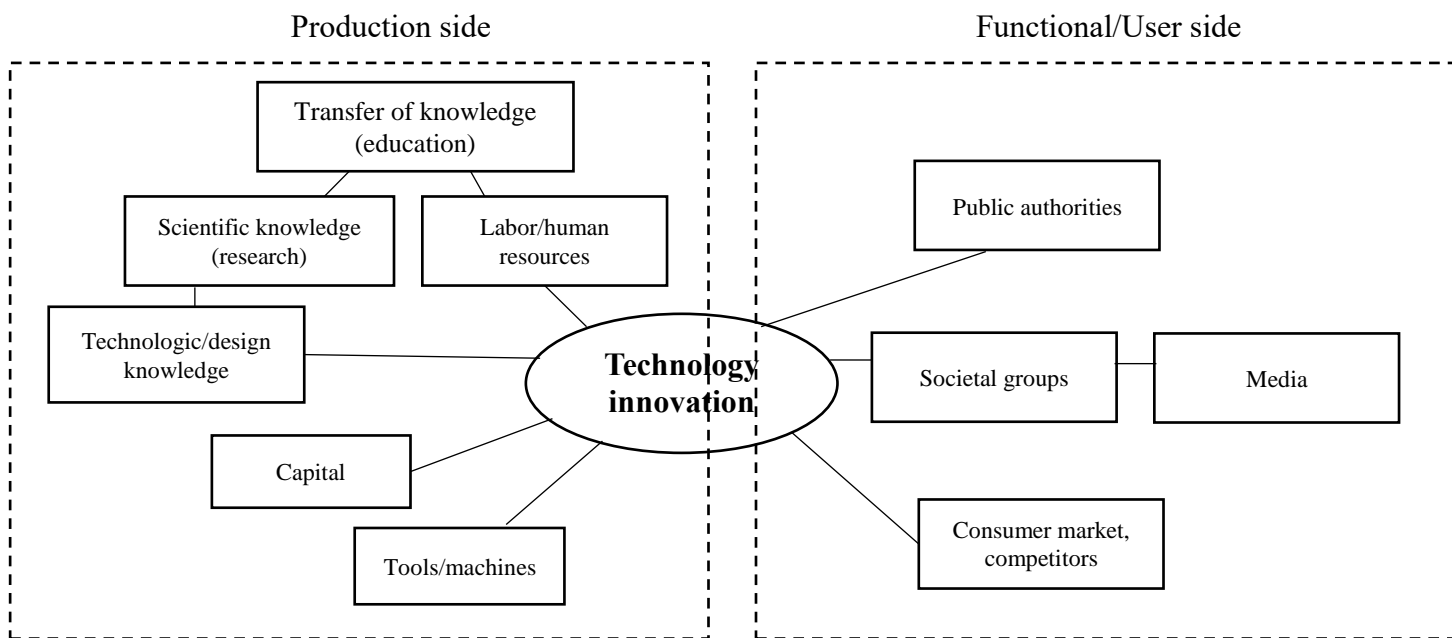 Production side
Functional/User side
Transfer of knowledge
(education)
Scientific knowledge
(research)
Labor/human
resources
Technologic/design
knowledge
Capital
Tools/machines
Technology
innovation
Public authorities
Societal groups
Media
Consumer market,
competitors